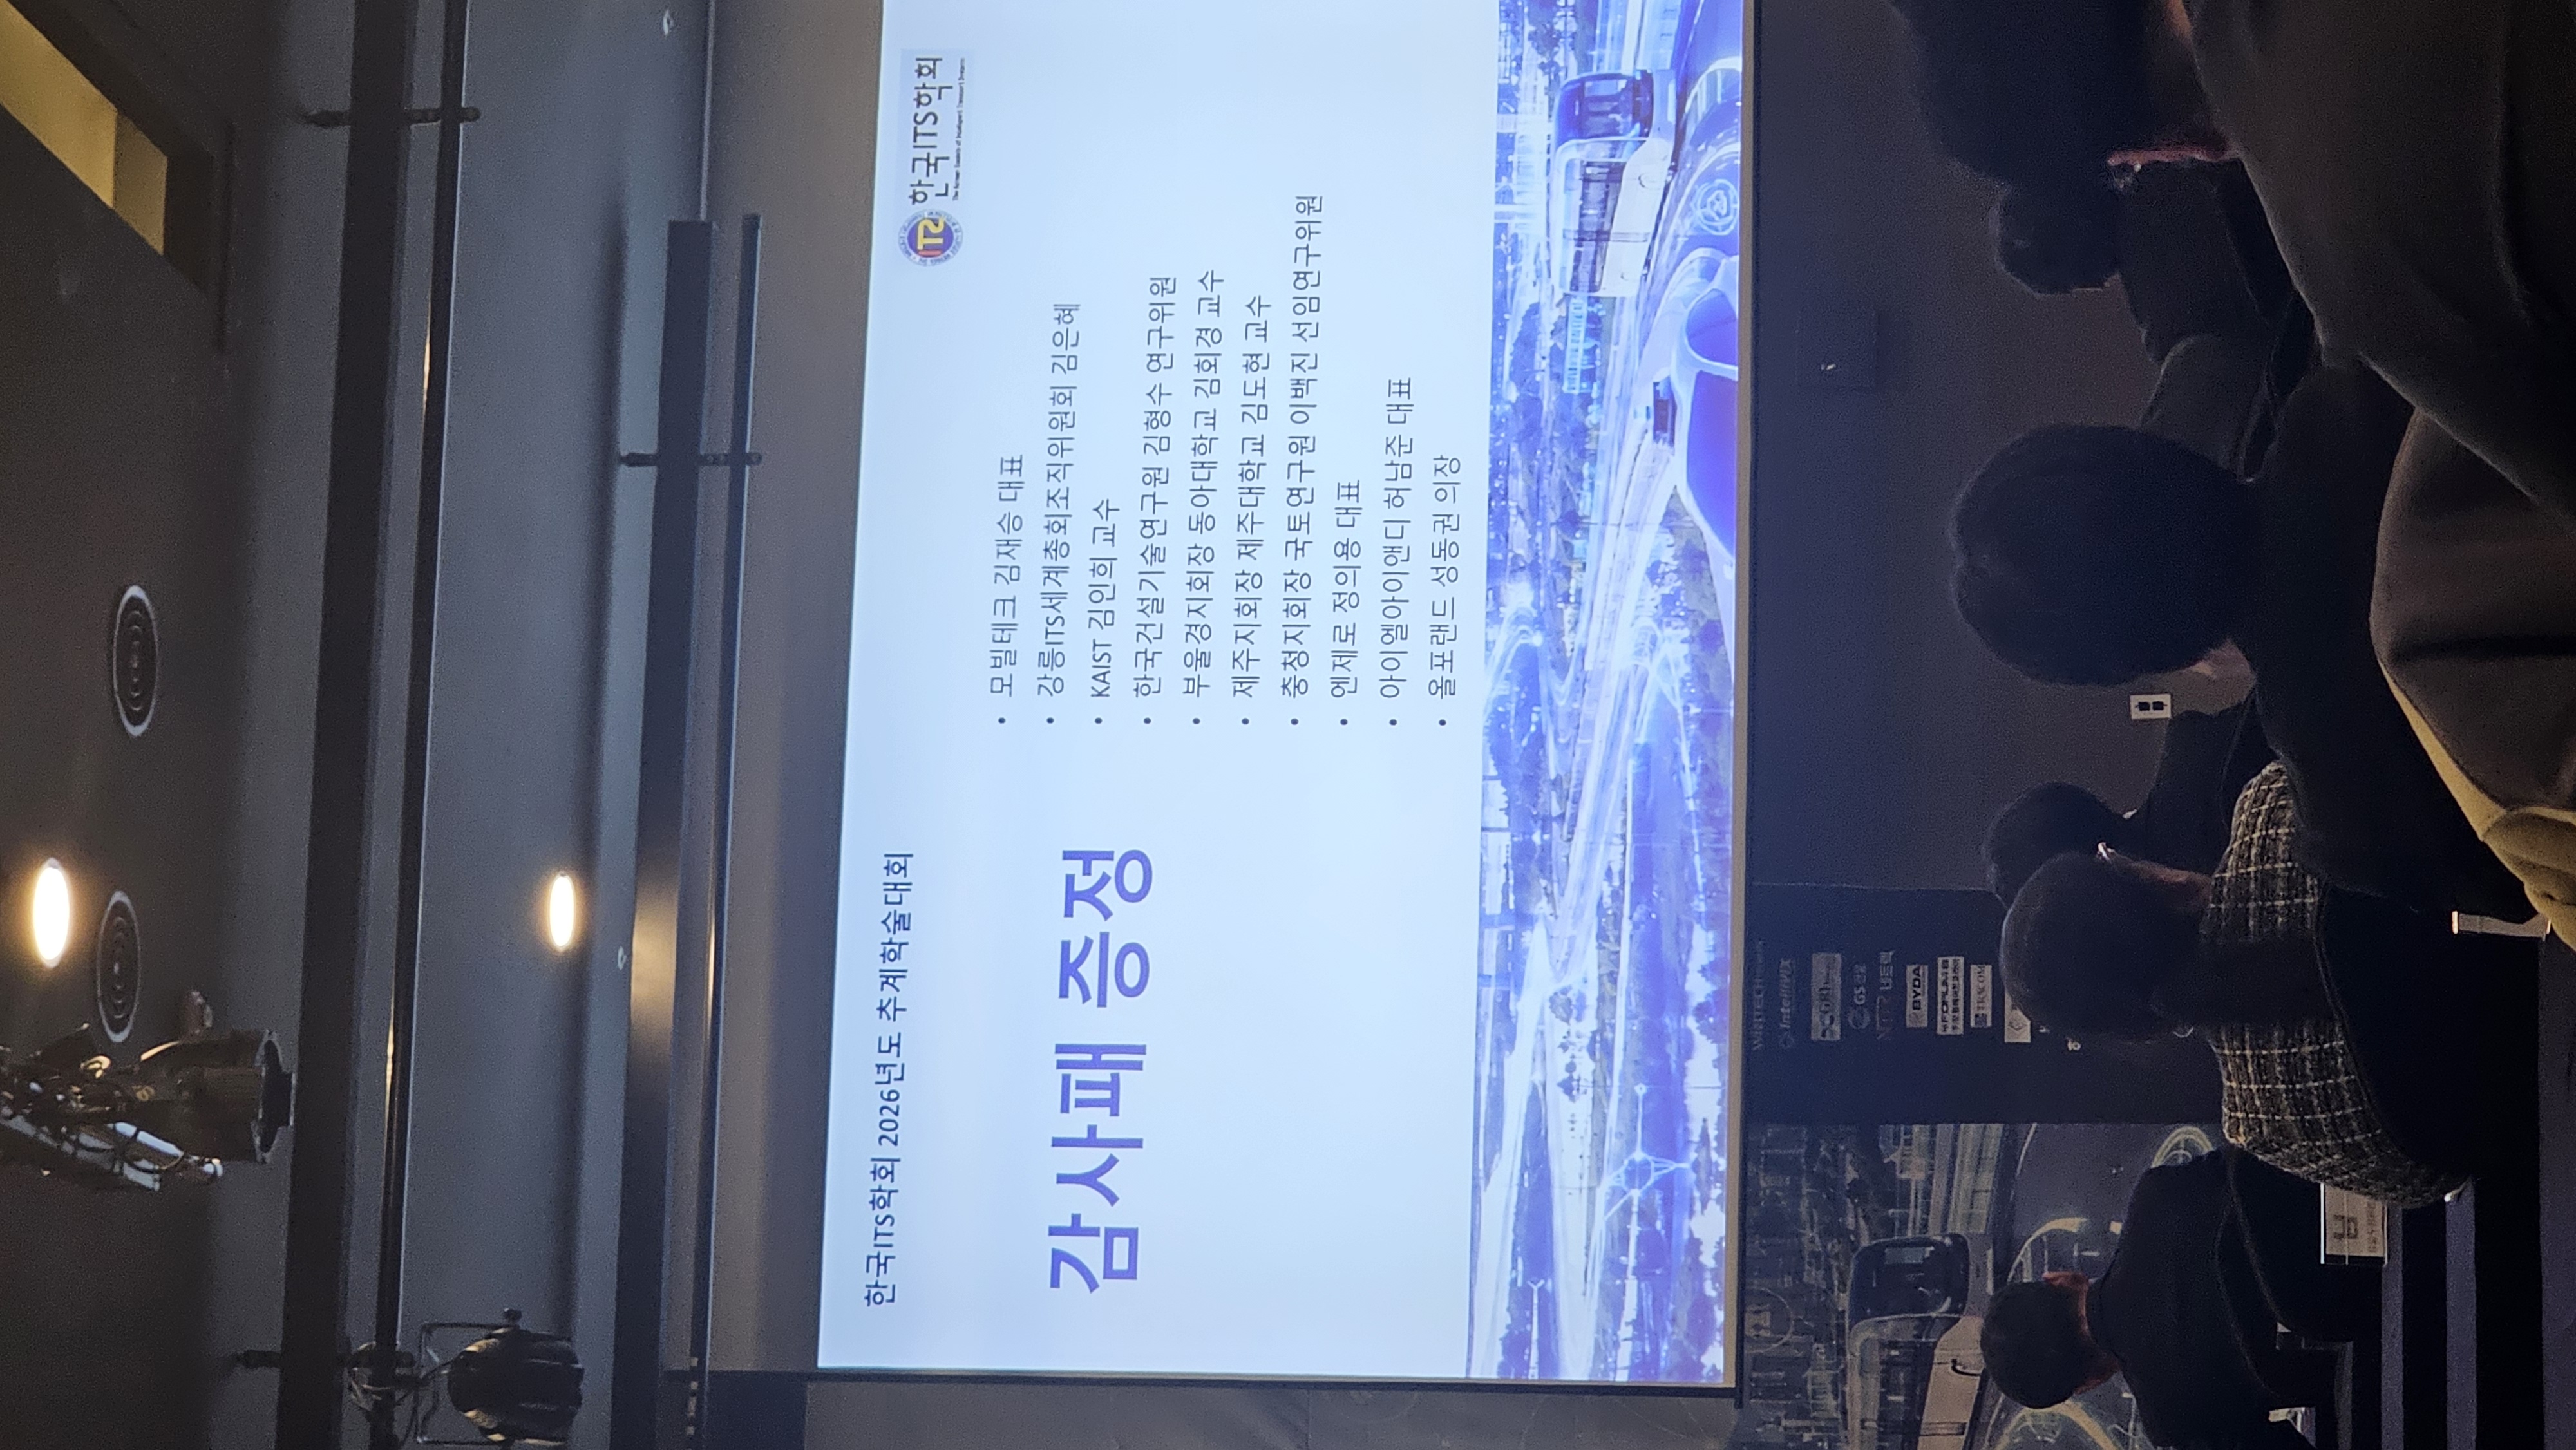 한국ITS학회 2026년도 추계학술대회
한국ITS학회
감사패 증정
• 모빌테크 김재승 대표
• 강릉ITS세계총회조직위원회 김은혜
• KAIST 김인희 교수
• 한국건설기술연구원 김형수 연구위원
• 부울경지회장 동아대학교 김회경 교수
• 제주지회장 제주대학교 김도현 교수
• 충청지회장 국토연구원 이백진 선임연구위원
• 엔제로 정의용 대표
• 아이엘아이앤디 허남준 대표
• 올포랜드 성동권 의장
WINTECH
IntelliVIX
GS
네트렉
BYDA
FORUM8
TRACOM